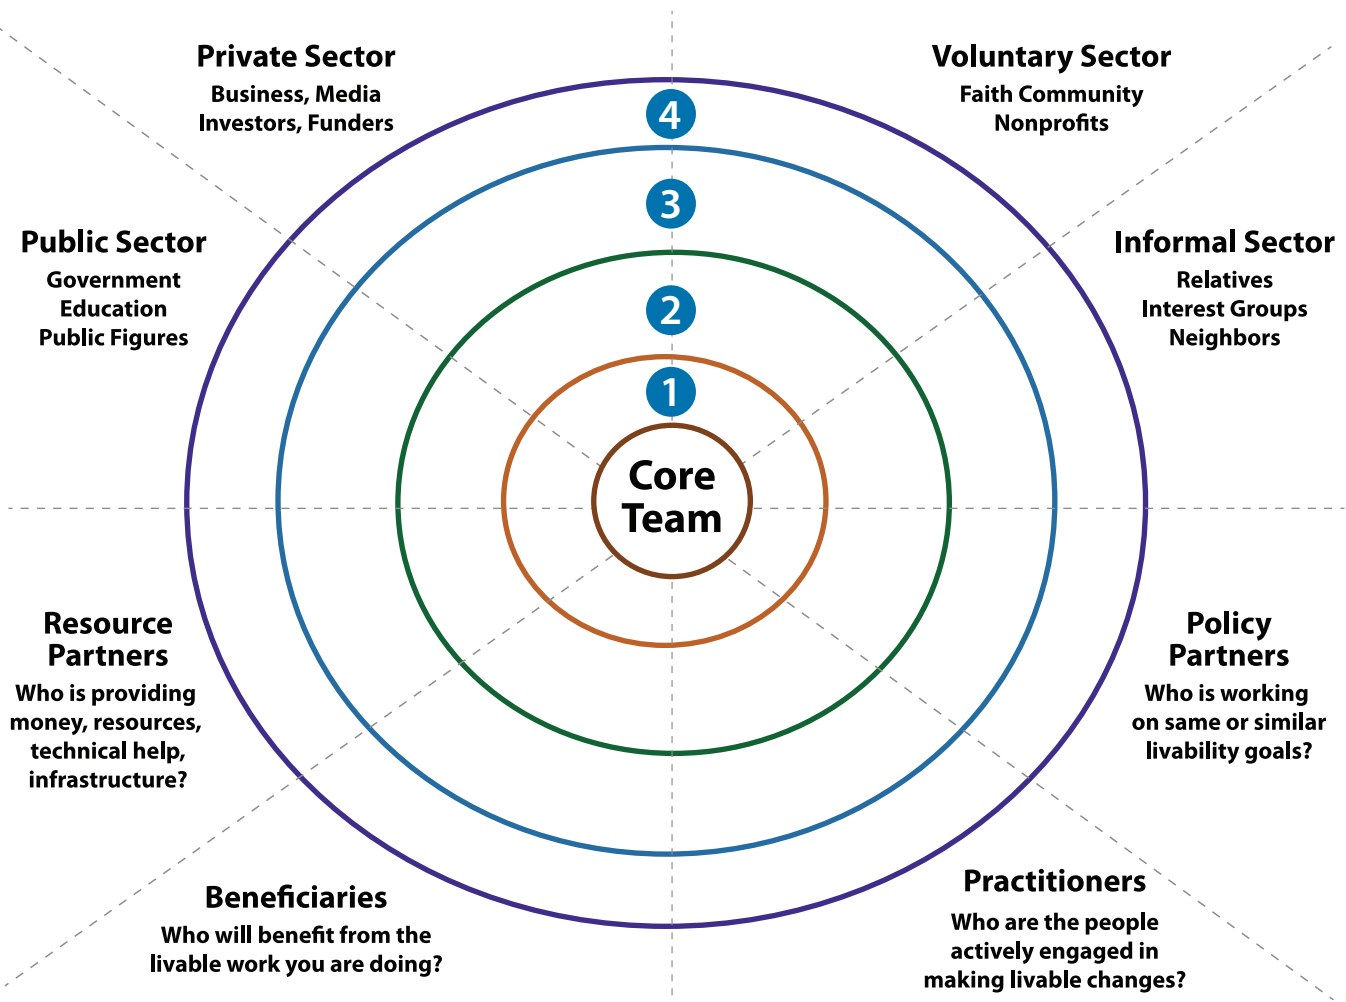 Private Sector
Business, Media
Investors, Funders
Voluntary Sector
Faith Community
Nonprofits
4
3
Public Sector
Government
Education
Public Figures
Informal Sector
Relatives
Interest Groups
Neighbors
2
1
Core
Team
Resource
Partners
Who is providing
money, resources,
technical help,
infrastructure?
Policy
Partners
Who is working
on same or similar
livability goals?
Beneficiaries
Who will benefit from the
livable work you are doing?
Practitioners
Who are the people
actively engaged in
making livable changes?